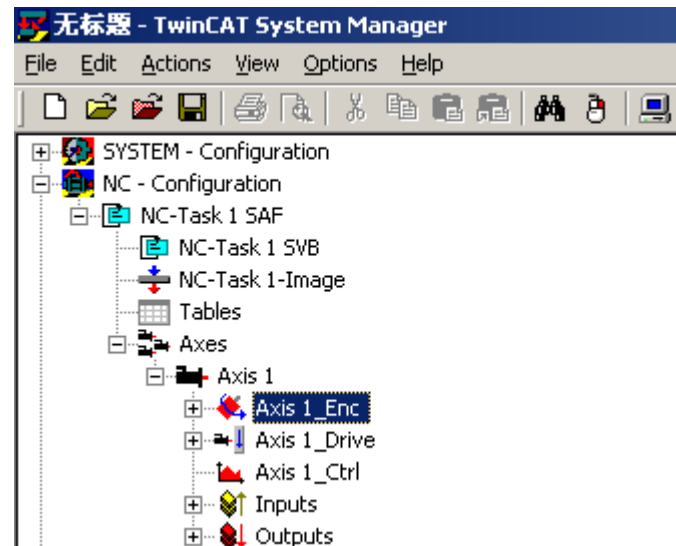 无标题 - TwinCAT System Manager
File Edit Actions View Options Help
SYSTEM - Configuration
NC - Configuration
NC-Task 1 SAF
NC-Task 1 SVB
NC-Task 1-Image
Tables
Axes
Axis 1
Axis 1_Enc
Axis 1_Drive
Axis 1_Ctrl
Inputs
Outputs